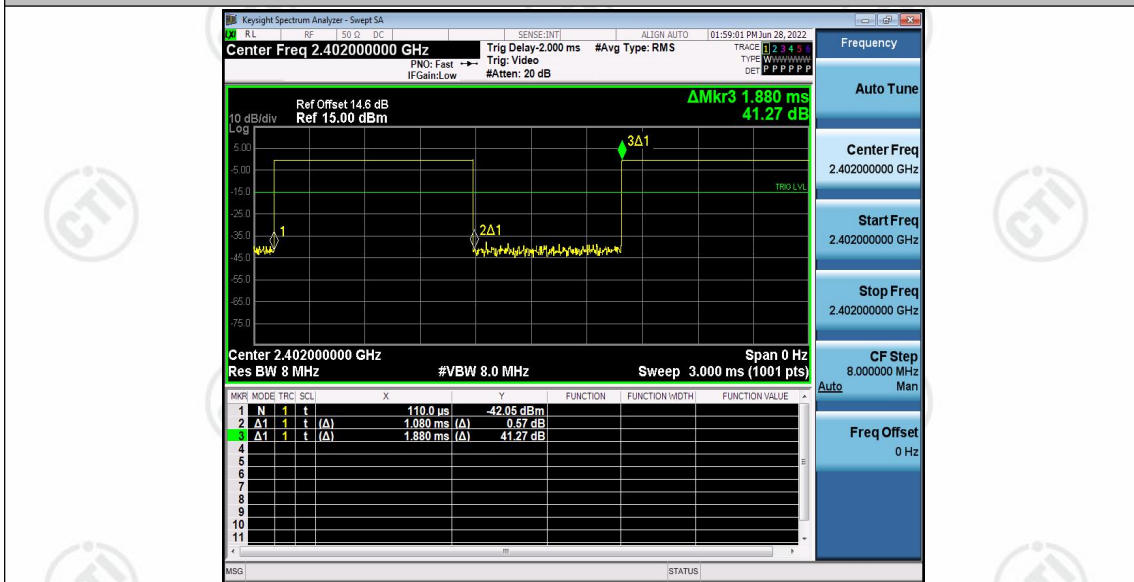 Keysight Spectrum Analyzer - Swept SA
LXI RL RF 50 Ω DC SENSE:INT ALIGN AUTO 01:59:01 PM Jun 28, 2022
Center Freq 2.402000000 GHz
PNO: Fast
IFGain:Low
Trig Delay-2.000 ms
Trig: Video
#Atten: 20 dB
#Avg Type: RMS
TRACE 1 2 3 4 5 6
TYPE WWWWWW
DET P P P P P P
Frequency
Ref Offset 14.6 dB
10 dB/div Ref 15.00 dBm
Log
ΔMkr3 1.880 ms
41.27 dB
5.00
-5.00
-15.0
-25.0
-35.0
-45.0
-55.0
-65.0
-75.0
3Δ1
TRIG LVL
1
2Δ1
Center 2.402000000 GHz Span 0 Hz
Res BW 8 MHz #VBW 8.0 MHz Sweep 3.000 ms (1001 pts)
MKR MODE TRC SCL X Y FUNCTION FUNCTION WIDTH FUNCTION VALUE
1 N 1 t 110.0 µs -42.05 dBm
2 Δ1 1 t (Δ) 1.080 ms (Δ) 0.57 dB
3 Δ1 1 t (Δ) 1.880 ms (Δ) 41.27 dB
4
5
6
7
8
9
10
11
MSG STATUS
Auto Tune
Center Freq
2.402000000 GHz
Start Freq
2.402000000 GHz
Stop Freq
2.402000000 GHz
CF Step
8.000000 MHz
Auto Man
Freq Offset
0 Hz
CTI
CTI